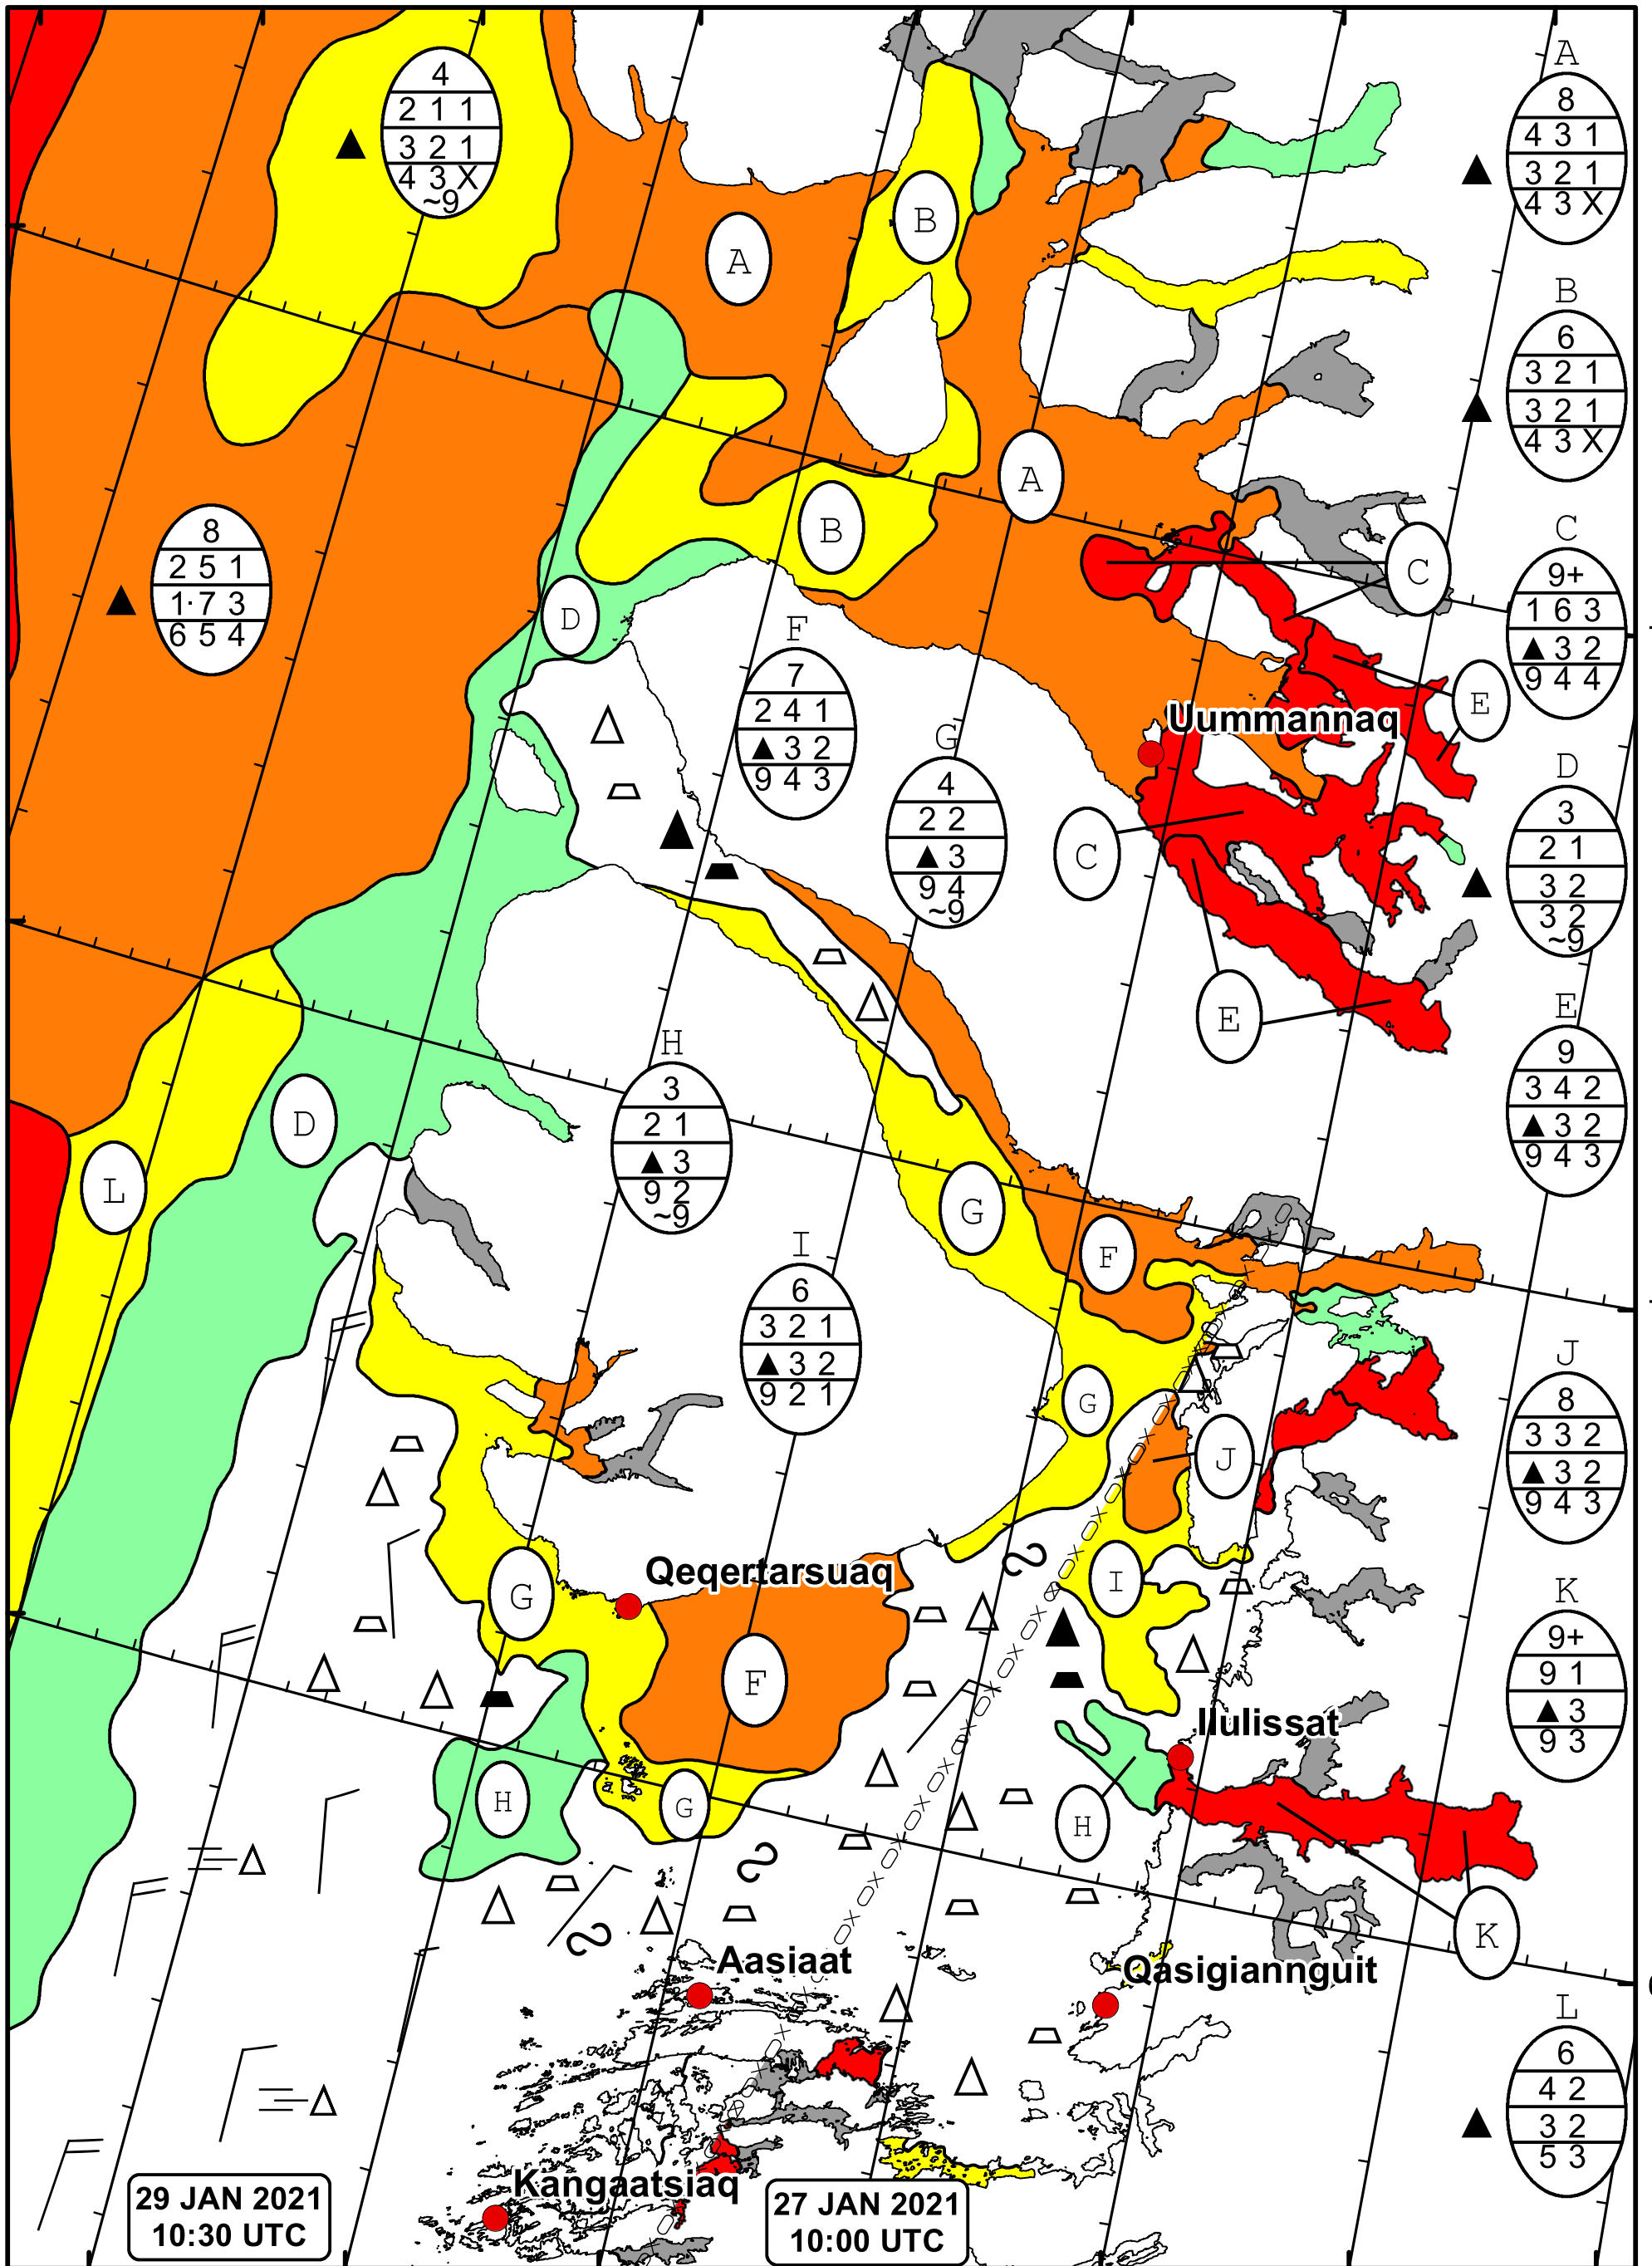 4
2 1 1
3 2 1
4 3 X
~9
A
8
4 3 1
3 2 1
4 3 X
B
A
B
6
3 2 1
3 2 1
4 3 X
A
B
8
2 5 1
1· 7 3
6 5 4
C
C
9+
1 6 3
▲ 3 2
9 4 4
D
F
7
2 4 1
▲ 3 2
9 4 3
E
Uummannaq
G
4
2 2
▲ 3
9 4
~9
C
D
3
2 1
3 2
3 2
~9
E
E
9
3 4 2
▲ 3 2
9 4 3
H
3
2 1
▲ 3
9 2
~9
D
L
G
F
I
6
3 2 1
▲ 3 2
9 2 1
J
8
3 3 2
▲ 3 2
9 4 3
G
J
Qeqertarsuaq
G
I
K
9+
9 1
▲ 3
9 3
F
Ilulissat
H
G
H
K
Aasiaat
Qasigiannguit
L
6
4 2
3 2
5 3
Kangaatsiaq
29 JAN 2021
10:30 UTC
27 JAN 2021
10:00 UTC